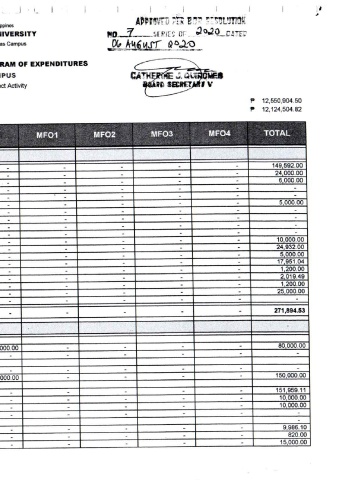 APPROVED PER BOR RESOLUTION
NO. 7 SERIES OF 2020 DATED
06 AUGUST 2020
CATHERINE J. QUIÑONES
BOARD SECRETARY V
ppines
IVERSITY
as Campus
RAM OF EXPENDITURES
PUS
ct Activity
₱ 12,550,904.50
₱ 12,124,504.82
MFO1 MFO2 MFO3 MFO4 TOTAL
- - - - - 149,592.00
- - - - - 24,000.00
- - - - - 6,000.00
- - - - - -
- - - - - -
- - - - - 5,000.00
- - - - - -
- - - - - -
- - - - - -
- - - - - -
- - - - - 10,000.00
- - - - - 24,932.00
- - - - - 5,000.00
- - - - - 17,951.04
- - - - - 1,200.00
- - - - - 2,019.49
- - - - - 1,200.00
- - - - - 25,000.00
- - - - - -
- - - - - 271,894.53
000.00 - - - - 80,000.00
- - - - - -
- - - - -
000.00 - - - - 150,000.00
- - - - - 151,959.11
- - - - - 10,000.00
- - - - - 10,000.00
- - - - - -
- - - - - -
- - - - - 9,986.10
- - - - - 820.00
- - - - - 15,000.00